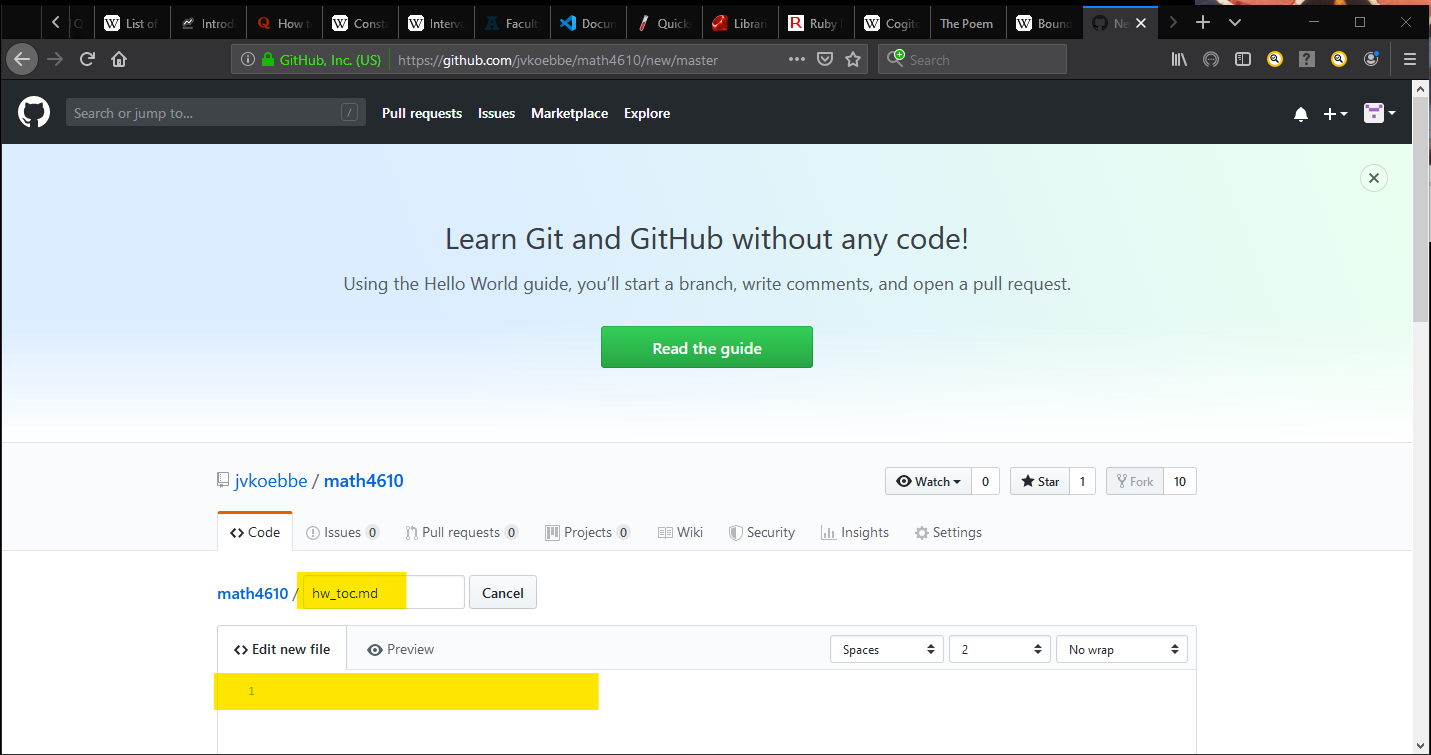 List of Introd How t Const Interva Facult Docum Quick Librar Ruby Cogito The Poem Bound Ne
GitHub, Inc. (US) https://github.com/jvkoebbe/math4610/new/master Search
Search or jump to... / Pull requests Issues Marketplace Explore
Learn Git and GitHub without any code!
Using the Hello World guide, you’ll start a branch, write comments, and open a pull request.
Read the guide
jvkoebbe / math4610 Watch 0 Star 1 Fork 10
Code Issues 0 Pull requests 0 Projects 0 Wiki Security Insights Settings
math4610 / hw_toc.md Cancel
Edit new file Preview Spaces 2 No wrap
1